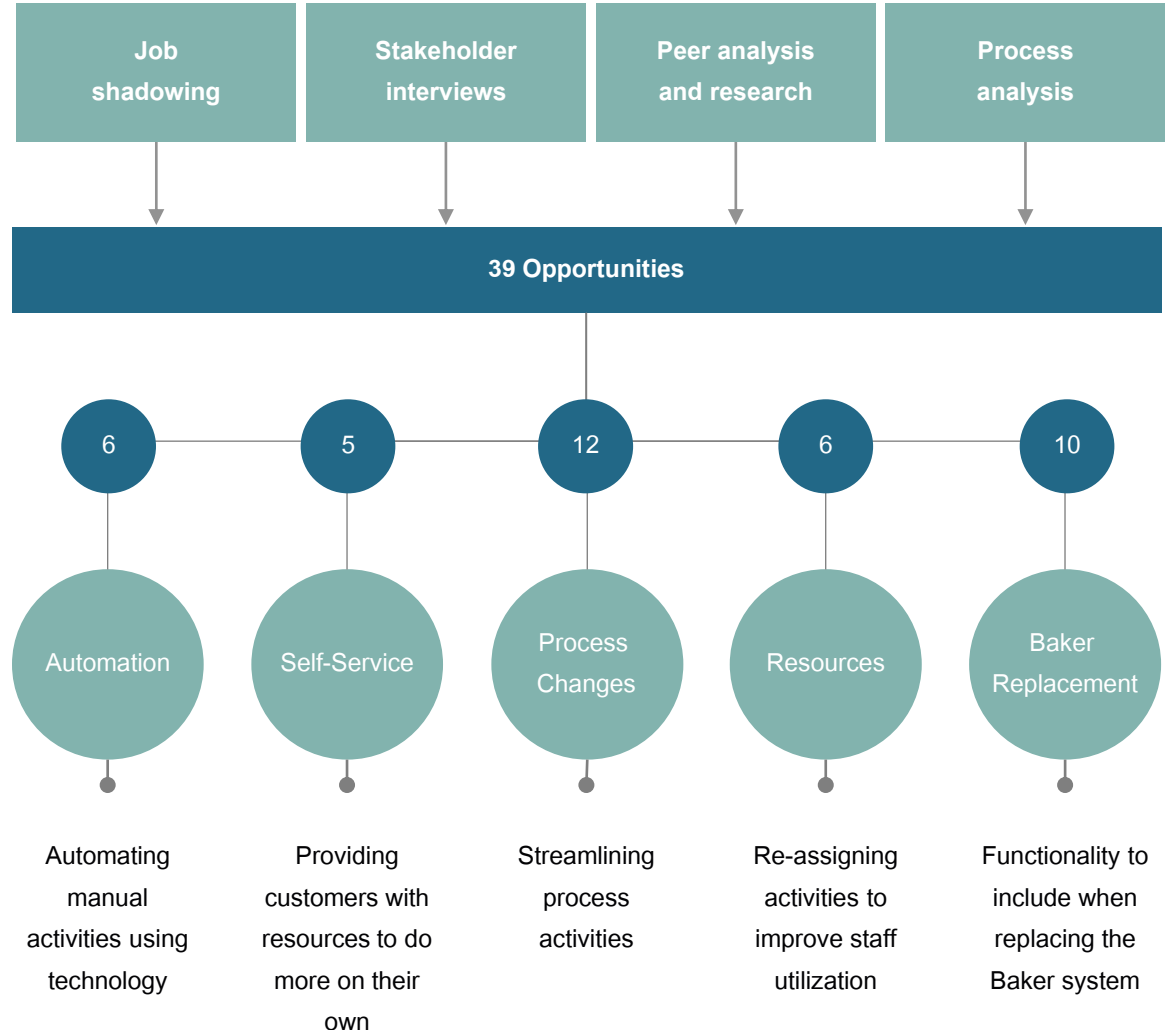 Job
shadowing
Stakeholder
interviews
Peer analysis
and research
Process
analysis
39 Opportunities
6
5
12
6
10
Automation
Self-Service
Process
Changes
Resources
Baker
Replacement
Automating
manual
activities using
technology
Providing
customers with
resources to do
more on their
own
Streamlining
process
activities
Re-assigning
activities to
improve staff
utilization
Functionality to
include when
replacing the
Baker system